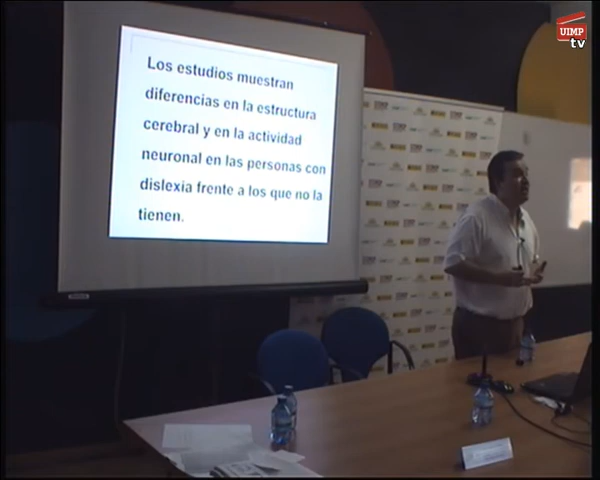 UIMP
tv
Los estudios muestran
diferencias en la estructura
cerebral y en la actividad
neuronal en las personas con
dislexia frente a los que no la
tienen.